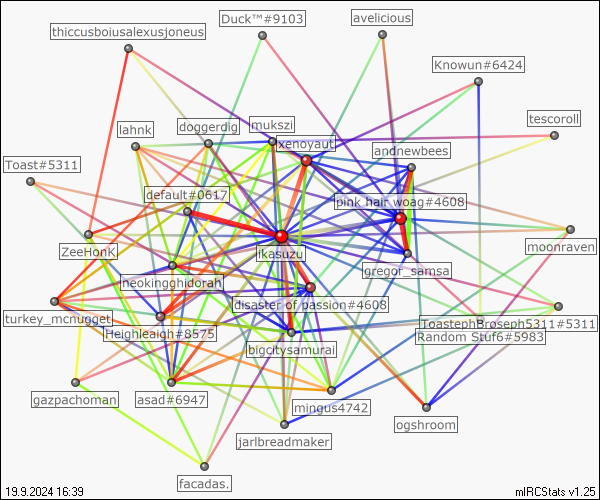 Duck™#9103
avelicious
thiccusboiusalexusjoneus
Knowun#6424
tescoroll
mukszi
doggerdig
lahnk
xenoyaut
andnewbees
Toast#5311
default#0617
pink hair woag#4608
moonraven
ZeeHonk
ikasuzu
gregor_samsa
neokingghidorah
disaster of passion#4608
turkey_mcnugget
ToastephBroseph5311#5311
Heighleaigh#8575
Random Stuf6#5983
bigcitysamurai
gazpachoman
asad#6947
mingus4742
ogshroom
jarlbreadmaker
facadas.
19.9.2024 16:39
mIRCStats v1.25